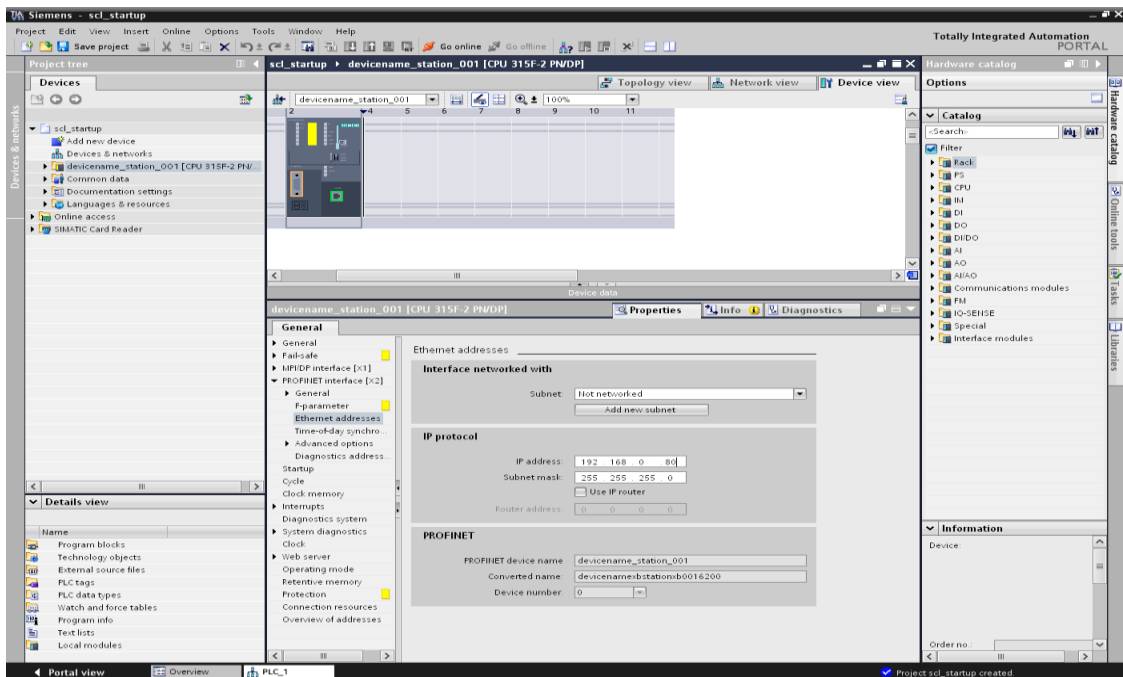 Siemens - scl_startup
Project Edit View Insert Online Options Tools Window Help
Save project Go online Go offline
Totally Integrated Automation
PORTAL
Project tree
Devices
scl_startup
Add new device
Devices & networks
devicename_station_001 [CPU 315F-2 PN/...
Common data
Documentation settings
Languages & resources
Online access
SIMATIC Card Reader
Devices & networks
Details view
Name
Program blocks
Technology objects
External source files
PLC tags
PLC data types
Watch and force tables
Program info
Text lists
Local modules
scl_startup devicename_station_001 [CPU 315F-2 PN/DP]
Topology view Network view Device view
devicename_station_001 100%
2 4 5 6 7 8 9 10 11
Device data
devicename_station_001 [CPU 315F-2 PN/DP]
Properties Info Diagnostics
General
General
Fail-safe
MPI/DP interface [X1]
PROFINET interface [X2]
General
F-parameter
Ethernet addresses
Time-of-day synchro...
Advanced options
Diagnostics address...
Startup
Cycle
Clock memory
Interrupts
Diagnostics system
System diagnostics
Clock
Web server
Operating mode
Retentive memory
Protection
Connection resources
Overview of addresses
Ethernet addresses
Interface networked with
Subnet: Not networked
Add new subnet
IP protocol
IP address: 192 . 168 . 0 . 80
Subnet mask: 255 . 255 . 255 . 0
Use IP router
Router address: 0 . 0 . 0 . 0
PROFINET
PROFINET device name devicename_station_001
Converted name: devicenamexbstationxb0016200
Device number: 0
Hardware catalog
Options
Catalog
<Search>
Filter
Rack
PS
CPU
IM
DI
DO
DI/DO
AI
AO
AI/AO
Communications modules
FM
IQ-SENSE
Special
Interface modules
Information
Device:
Order no.:
Hardware catalog
Online tools
Tasks
Libraries
Portal view Overview PLC_1 Project scl_startup created.